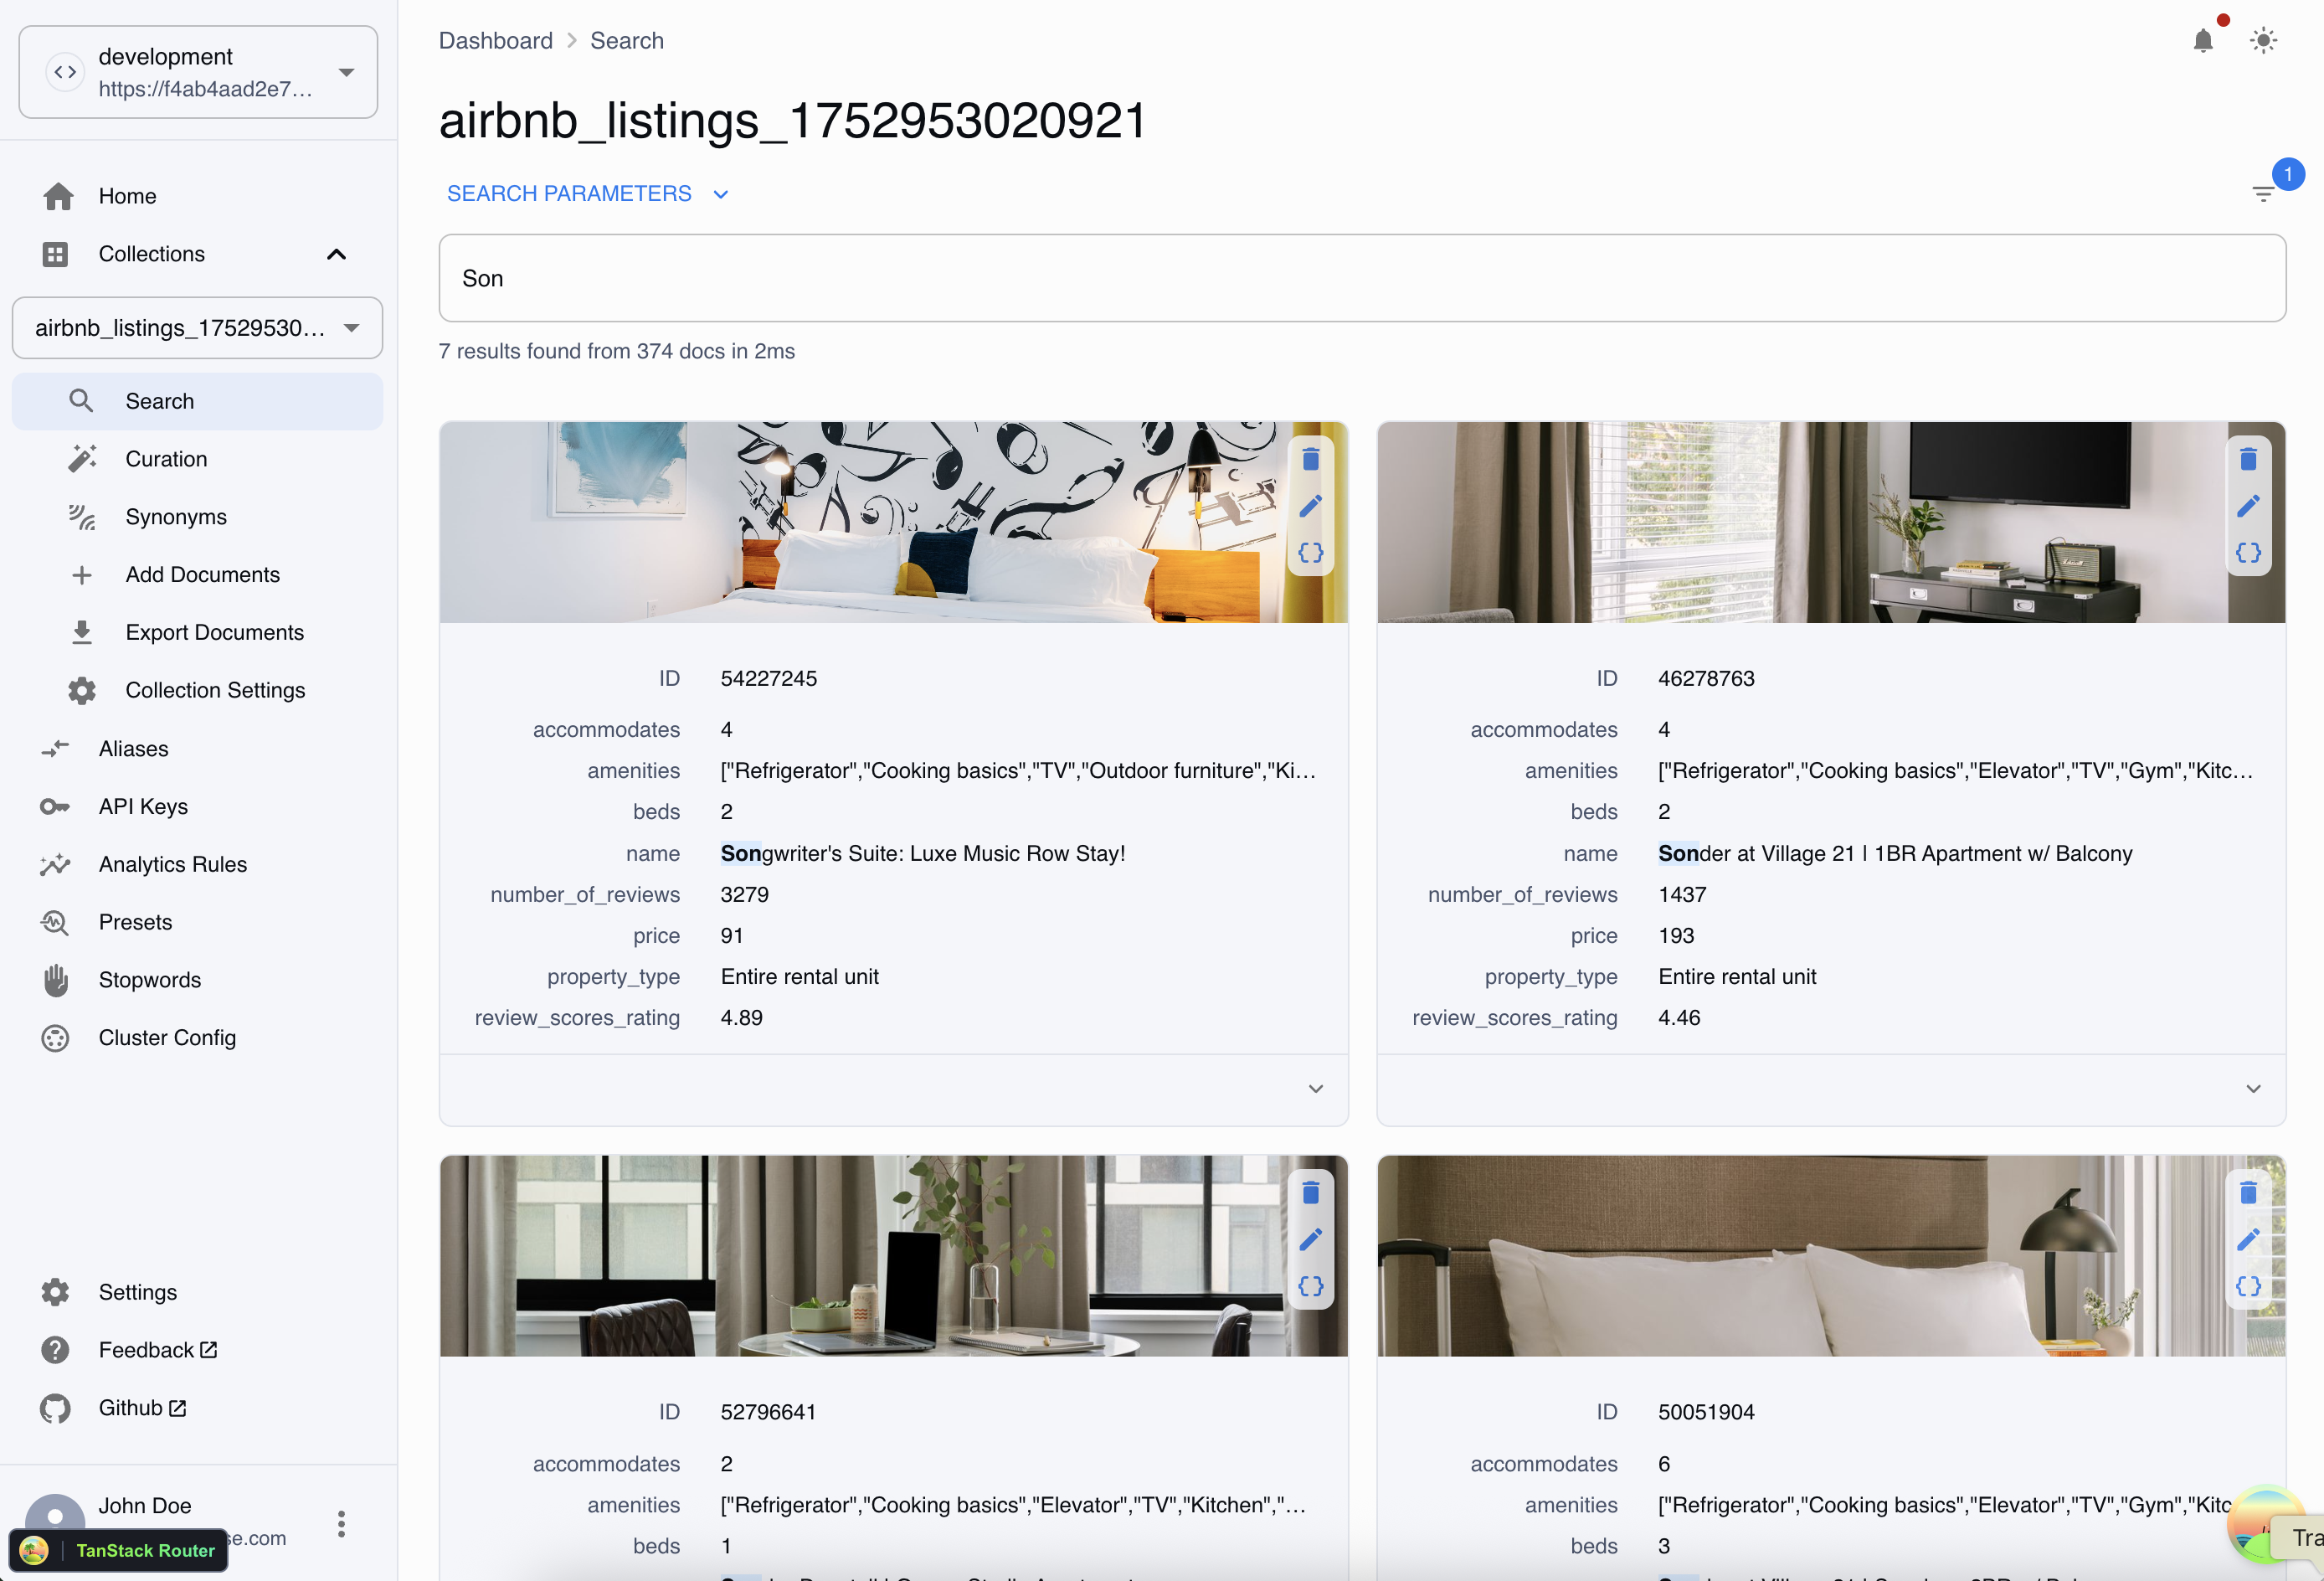 development
https://f4ab4aad2e7...
Home
Collections
airbnb_listings_17529530...
Search
Curation
Synonyms
Add Documents
Export Documents
Collection Settings
Aliases
API Keys
Analytics Rules
Presets
Stopwords
Cluster Config
Settings
Feedback
Github
John Doe
se.com
TanStack Router
Dashboard > Search
airbnb_listings_1752953020921
SEARCH PARAMETERS
1
Son
7 results found from 374 docs in 2ms
ID 54227245
accommodates 4
amenities ["Refrigerator","Cooking basics","TV","Outdoor furniture","Ki...
beds 2
name Songwriter's Suite: Luxe Music Row Stay!
number_of_reviews 3279
price 91
property_type Entire rental unit
review_scores_rating 4.89
ID 46278763
accommodates 4
amenities ["Refrigerator","Cooking basics","Elevator","TV","Gym","Kitc...
beds 2
name Sonder at Village 21 | 1BR Apartment w/ Balcony
number_of_reviews 1437
price 193
property_type Entire rental unit
review_scores_rating 4.46
ID 52796641
accommodates 2
amenities ["Refrigerator","Cooking basics","Elevator","TV","Kitchen","...
beds 1
ID 50051904
accommodates 6
amenities ["Refrigerator","Cooking basics","Elevator","TV","Gym","Kitc
beds 3
Tra